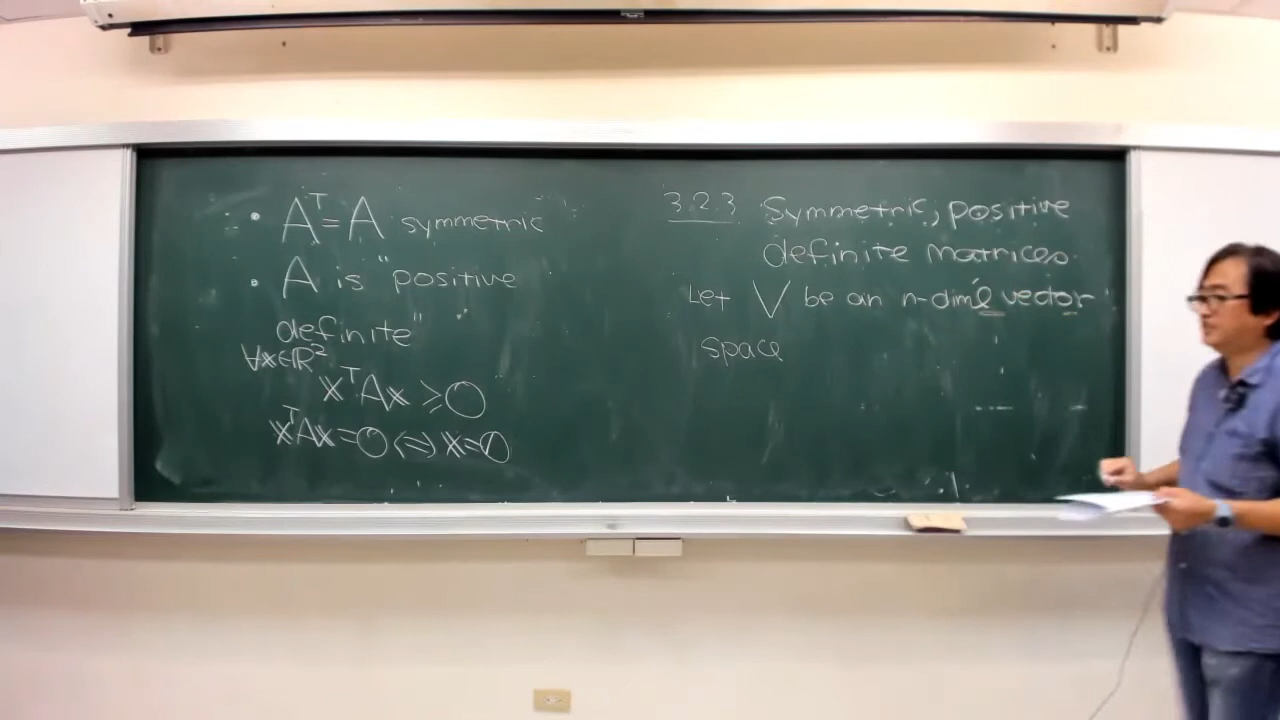 • Aᵀ = A symmetric
• A is "positive
definite"
∀x∈ℝ²
xᵀAx ≥ 0
xᵀAx = 0 ⇔ x = 0
3.2.3 Symmetric, positive
definite matrices.
Let V be an n-dim'l vector
space